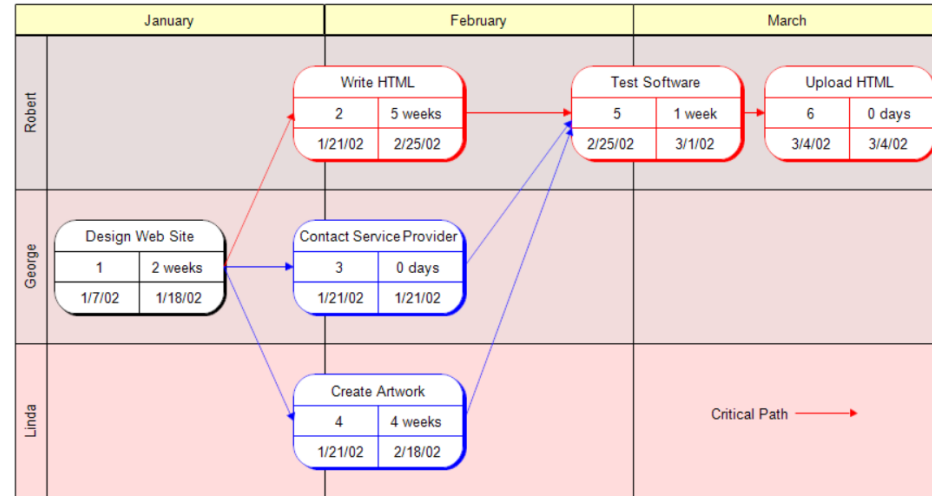 January February March
Robert
Write HTML
2 5 weeks
1/21/02 2/25/02
Test Software
5 1 week
2/25/02 3/1/02
Upload HTML
6 0 days
3/4/02 3/4/02
George
Design Web Site
1 2 weeks
1/7/02 1/18/02
Contact Service Provider
3 0 days
1/21/02 1/21/02
Linda
Create Artwork
4 4 weeks
1/21/02 2/18/02
Critical Path